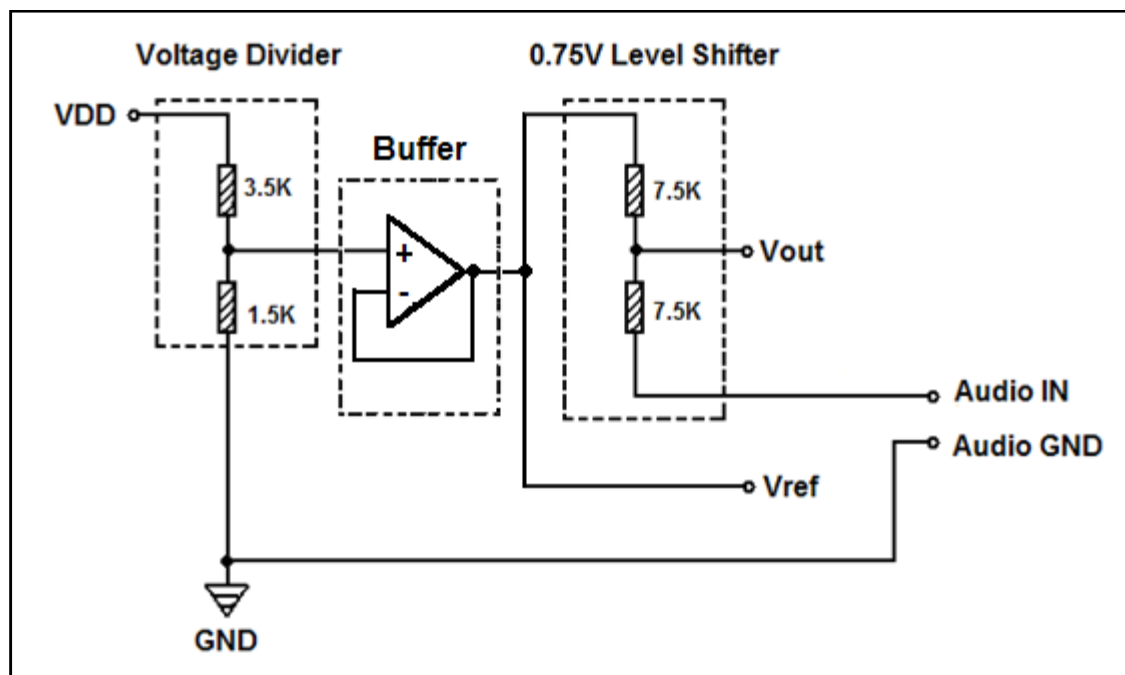 Voltage Divider
0.75V Level Shifter
VDD
Buffer
3.5K
7.5K
+
Vout
-
1.5K
7.5K
Audio IN
Audio GND
Vref
GND